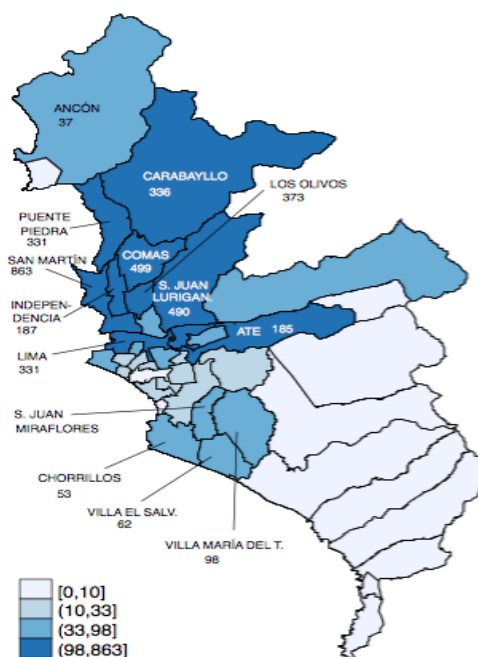 ANCÓN
37
CARABAYLLO
336
LOS OLIVOS
373
PUENTE
PIEDRA
331
COMAS
499
SAN MARTÍN
863
S. JUAN
LURIGAN.
490
INDEPEN-
DENCIA
187
ATE 185
LIMA
331
S. JUAN
MIRAFLORES
CHORRILLOS
53
VILLA EL SALV.
62
VILLA MARÍA DEL T.
98
[0,10]
(10,33]
(33,98]
(98,863]